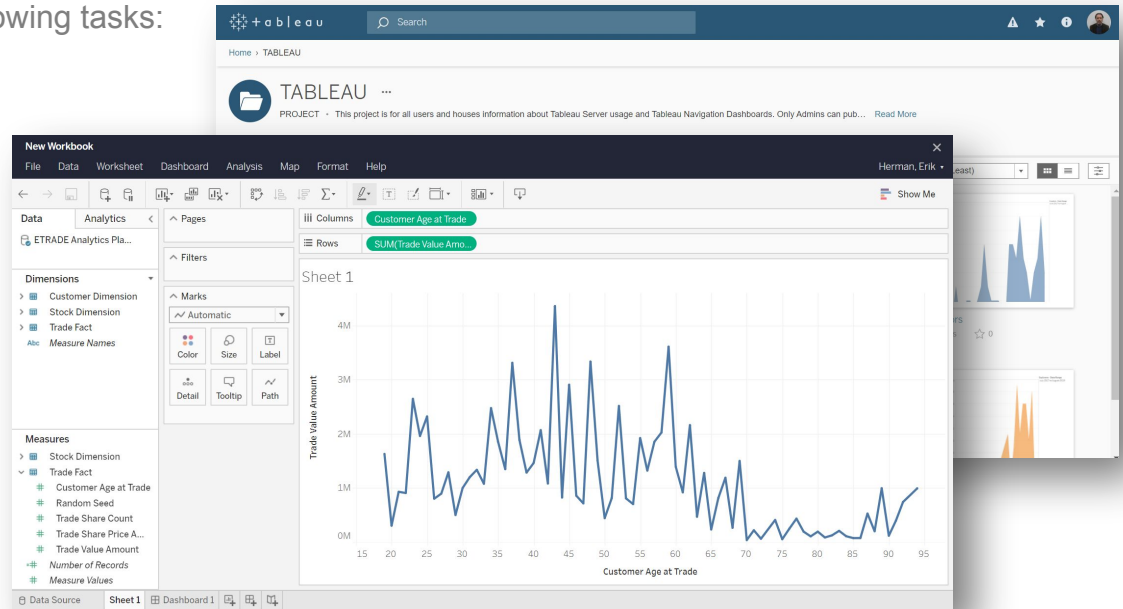 owing tasks:
+ a b l e a u
Search
Home › TABLEAU
TABLEAU ···
PROJECT · This project is for all users and houses information about Tableau Server usage and Tableau Navigation Dashboards. Only Admins can pub… Read More
New Workbook
File Data Worksheet Dashboard Analysis Map Format Help
Herman, Erik
Show Me
Data Analytics
ETRADE Analytics Pla...
Dimensions
Customer Dimension
Stock Dimension
Trade Fact
Abc Measure Names
Measures
Stock Dimension
Trade Fact
# Customer Age at Trade
# Random Seed
# Trade Share Count
# Trade Share Price A...
# Trade Value Amount
# Number of Records
# Measure Values
Pages
Filters
Marks
Automatic
Color Size Label
Detail Tooltip Path
iii Columns Customer Age at Trade
Rows SUM(Trade Value Amo...
Sheet 1
Trade Value Amount
4M
3M
2M
1M
0M
15 20 25 30 35 40 45 50 55 60 65 70 75 80 85 90 95
Customer Age at Trade
Data Source Sheet 1 Dashboard 1
east)
rs
0